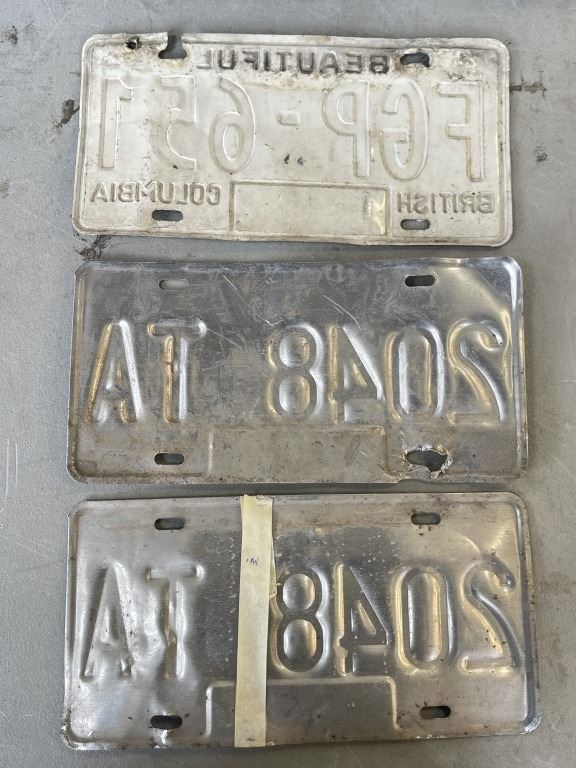 BEAUTIFUL
FGP-651
BRITISH COLUMBIA
2048 TA
2048 TA